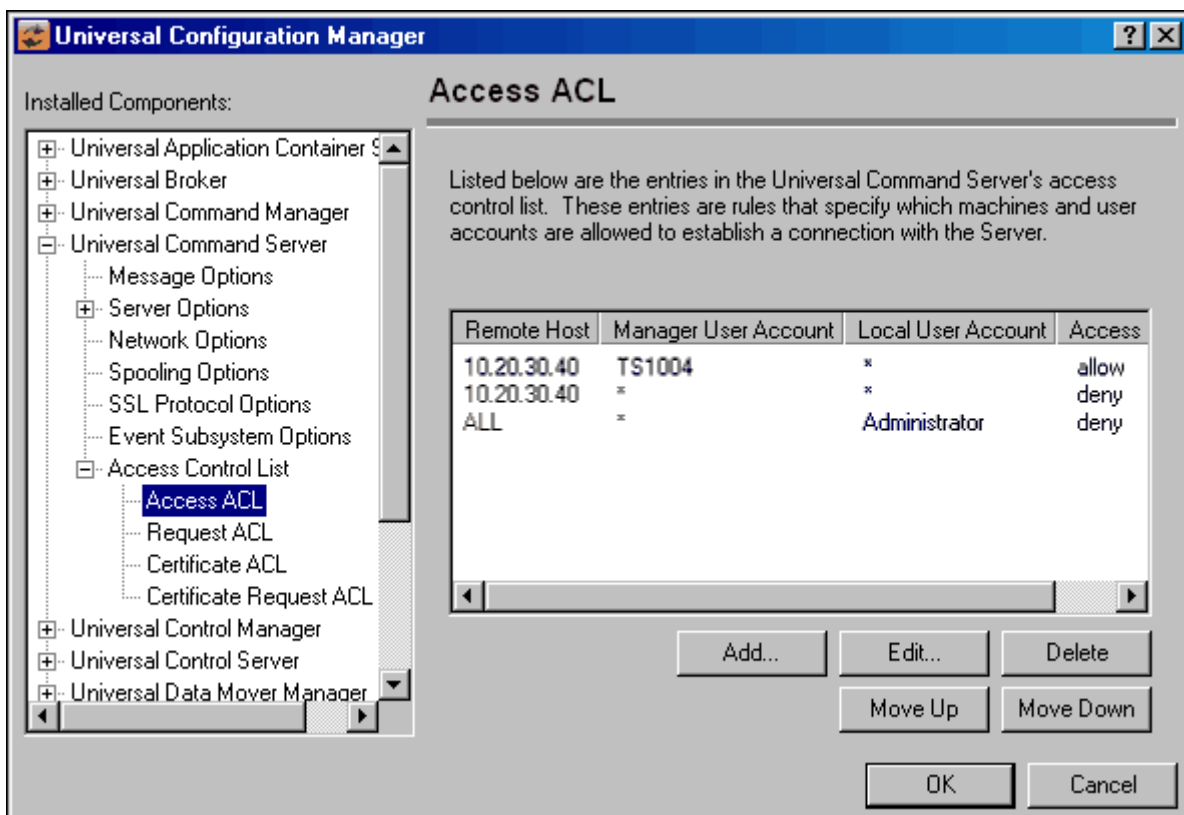 Universal Configuration Manager
Installed Components:
Universal Application Container S
Universal Broker
Universal Command Manager
Universal Command Server
Message Options
Server Options
Network Options
Spooling Options
SSL Protocol Options
Event Subsystem Options
Access Control List
Access ACL
Request ACL
Certificate ACL
Certificate Request ACL
Universal Control Manager
Universal Control Server
Universal Data Mover Manager
Access ACL
Listed below are the entries in the Universal Command Server's access
control list. These entries are rules that specify which machines and user
accounts are allowed to establish a connection with the Server.
Remote Host Manager User Account Local User Account Access
10.20.30.40 TS1004 * allow
10.20.30.40 * * deny
ALL * Administrator deny
Add... Edit... Delete
Move Up Move Down
OK Cancel